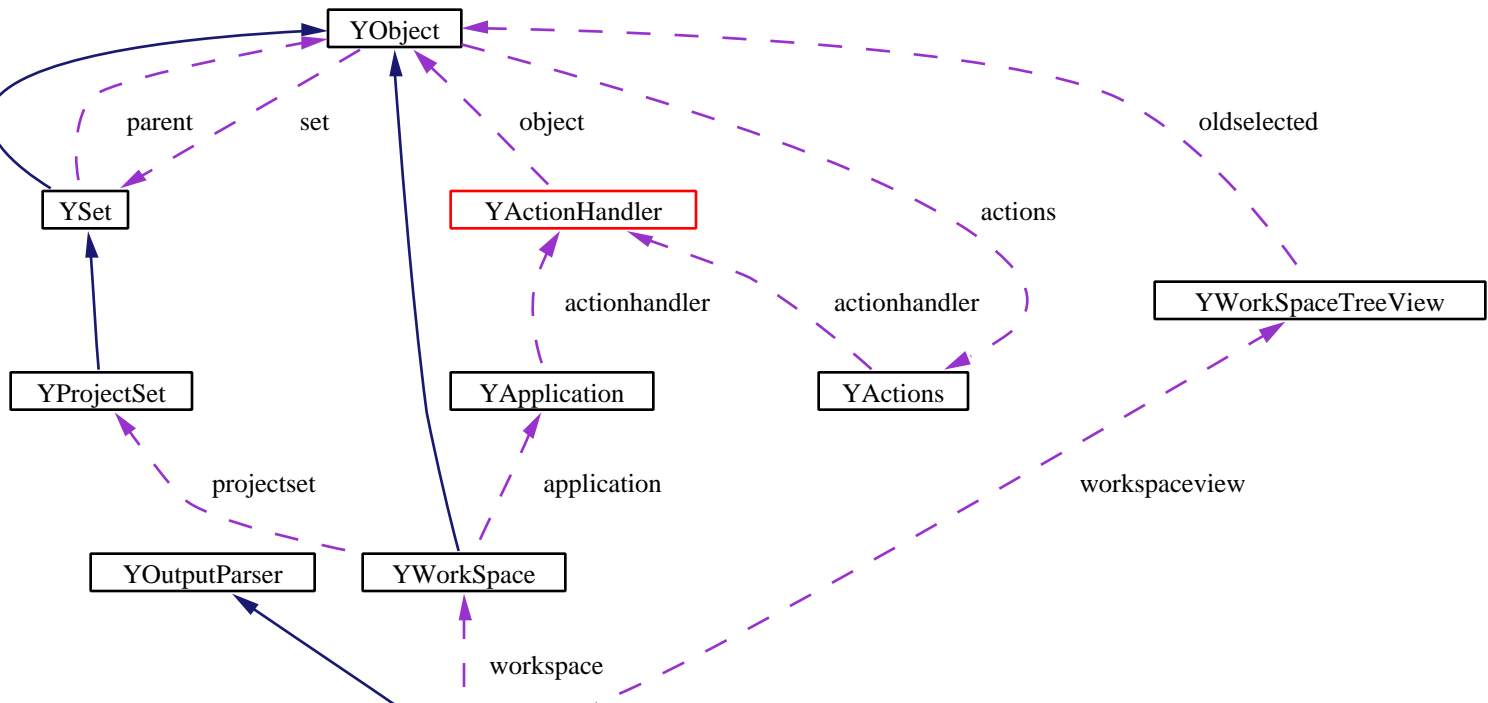 YObject
parent
set
object
oldselected
YSet
YActionHandler
actions
actionhandler
actionhandler
YWorkSpaceTreeView
YProjectSet
YApplication
YActions
projectset
application
workspaceview
YOutputParser
YWorkSpace
workspace